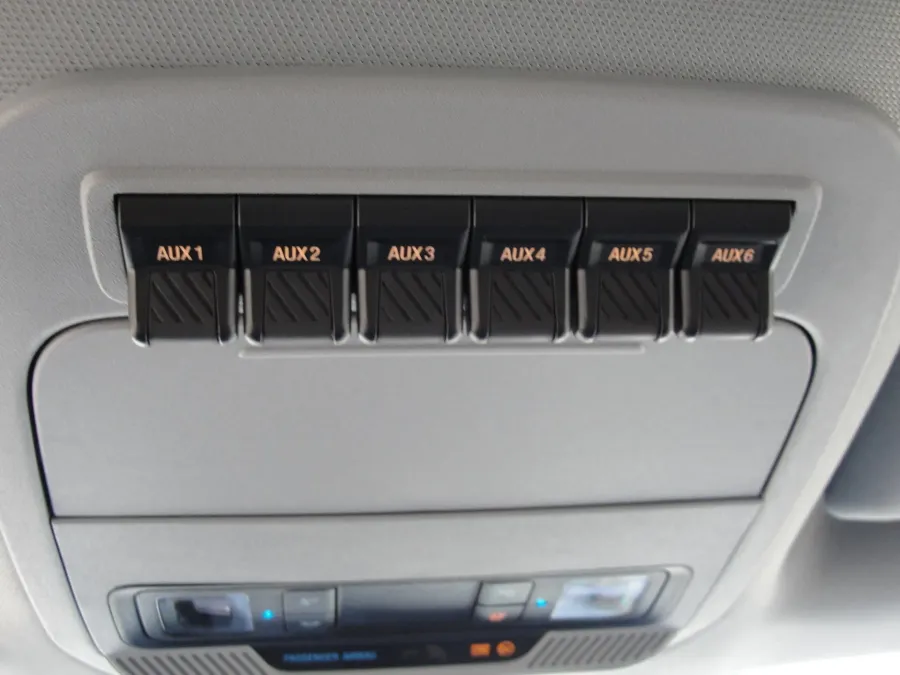 AUX1 AUX2 AUX3 AUX4 AUX5 AUX6
PASSENGER AIRBAG